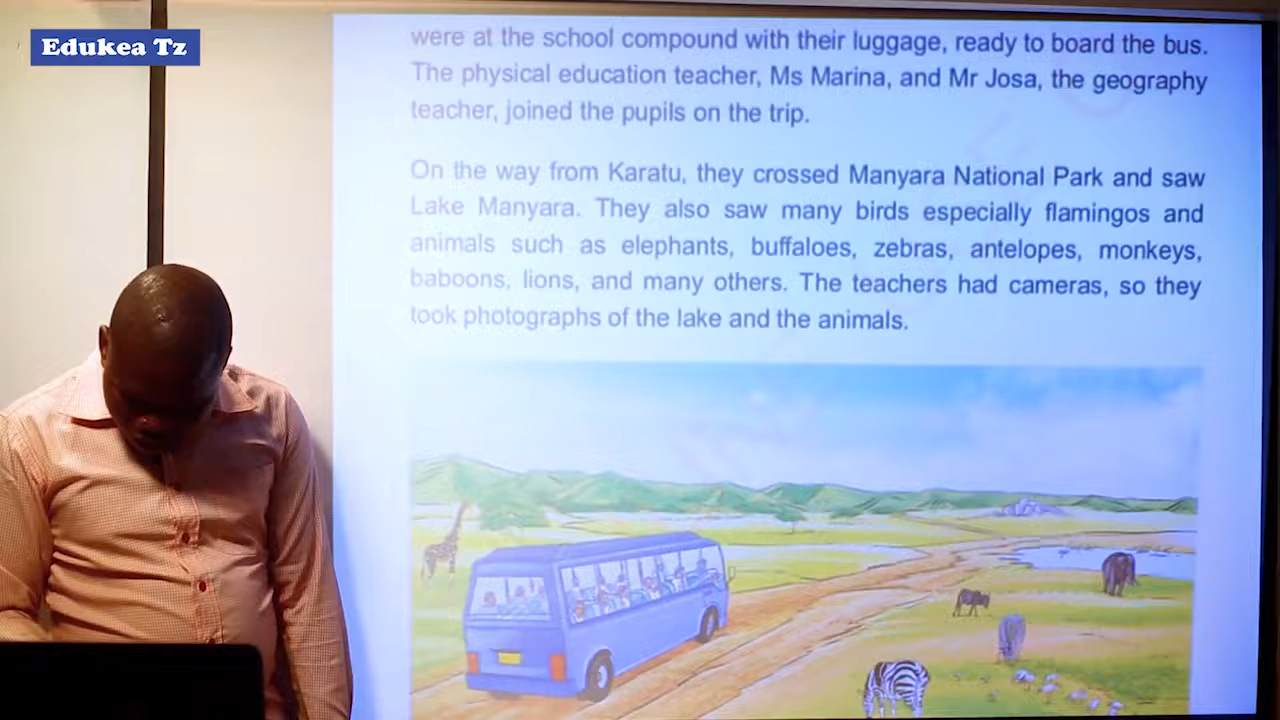 Edukea Tz
were at the school compound with their luggage, ready to board the bus.
The physical education teacher, Ms Marina, and Mr Josa, the geography
teacher, joined the pupils on the trip.
On the way from Karatu, they crossed Manyara National Park and saw
Lake Manyara. They also saw many birds especially flamingos and
animals such as elephants, buffaloes, zebras, antelopes, monkeys,
baboons, lions, and many others. The teachers had cameras, so they
took photographs of the lake and the animals.